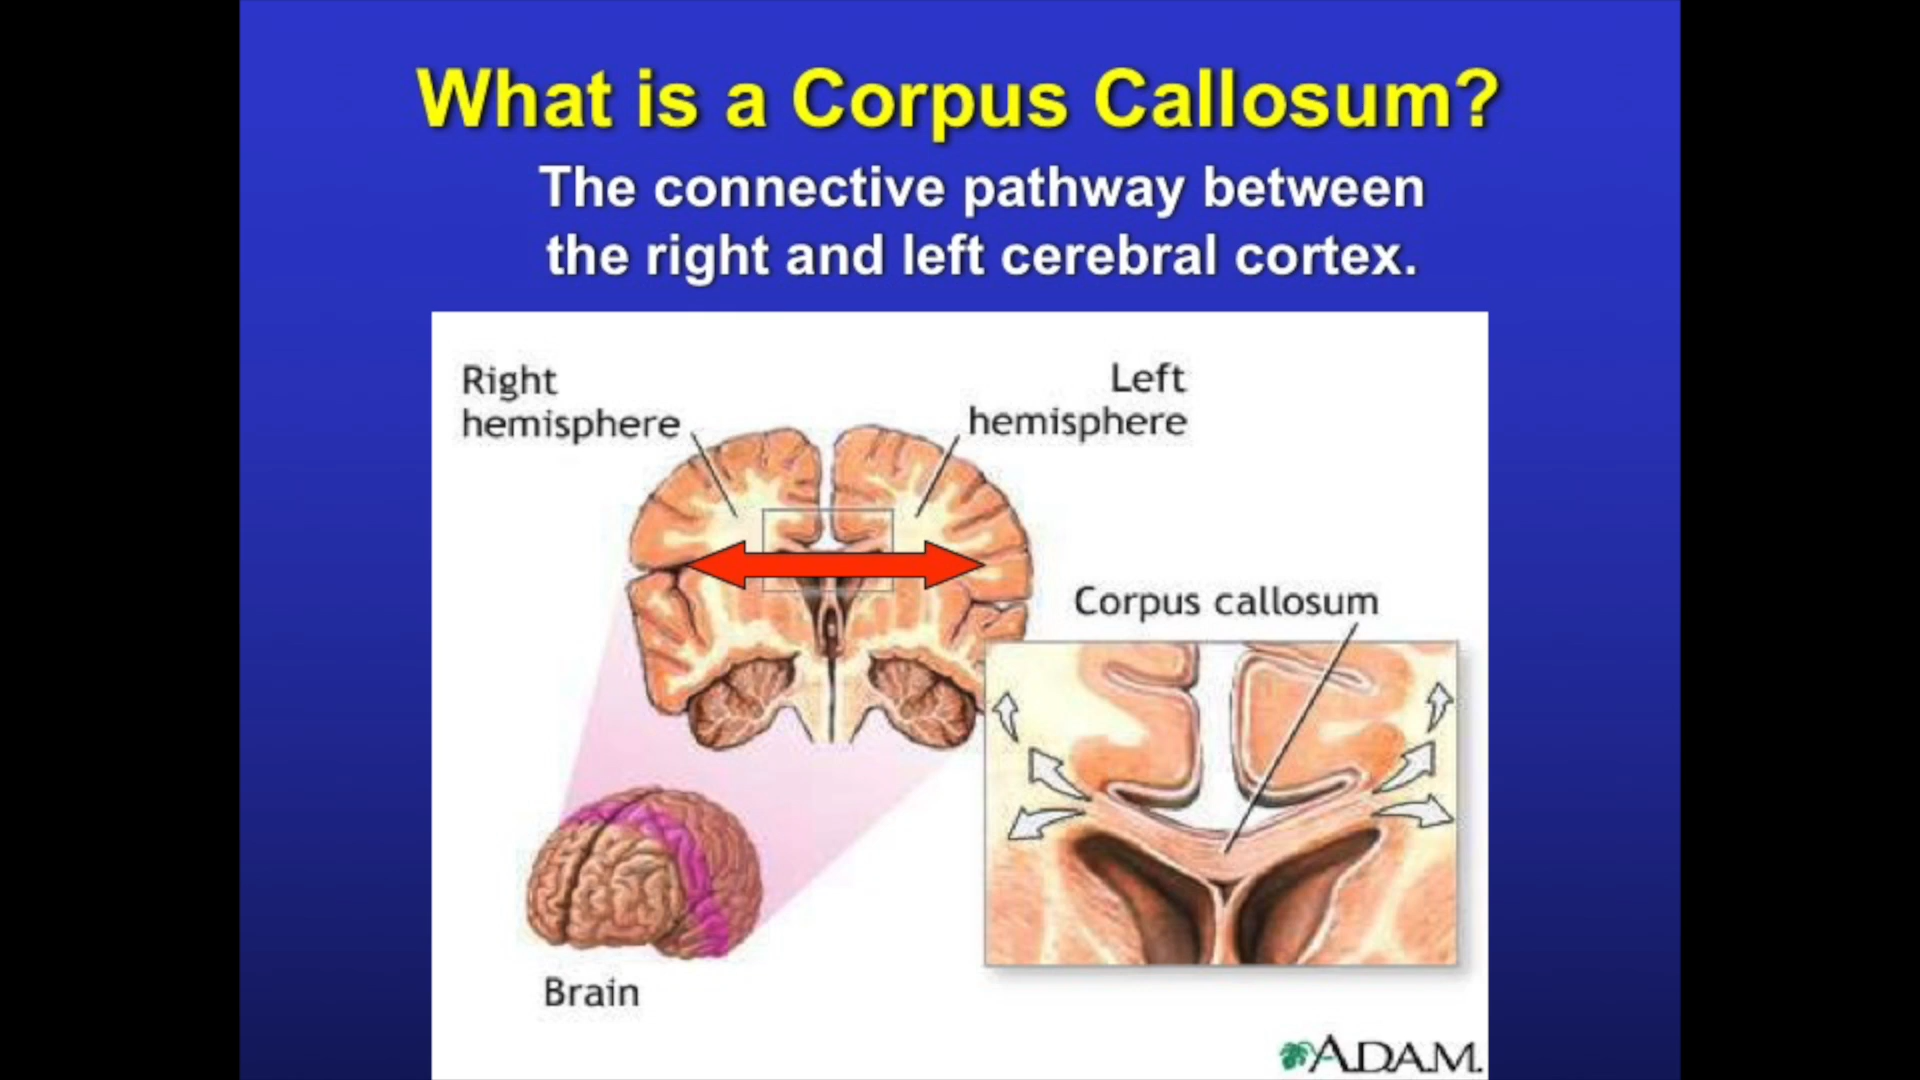 What is a Corpus Callosum?
The connective pathway between
the right and left cerebral cortex.
Right
hemisphere
Left
hemisphere
Corpus callosum
Brain
ADAM.